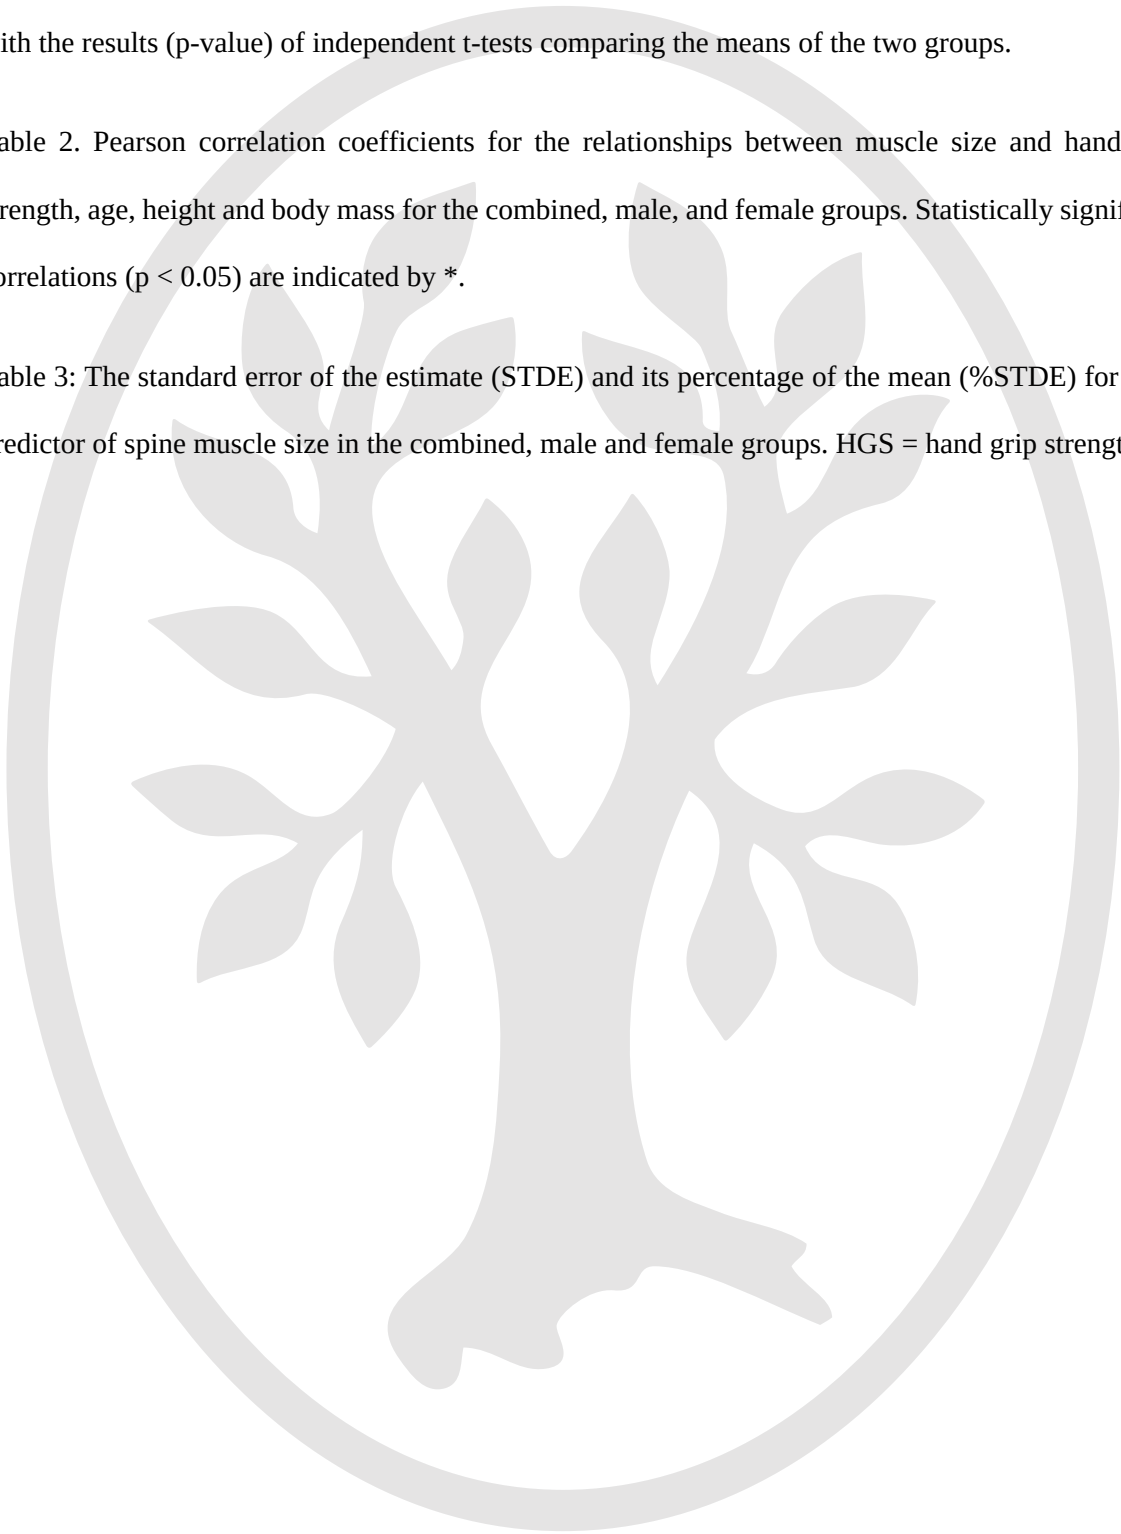 ith the results (p-value) of independent t-tests comparing the means of the two groups.
able 2. Pearson correlation coefficients for the relationships between muscle size and hand
rength, age, height and body mass for the combined, male, and female groups. Statistically signif
orrelations (p < 0.05) are indicated by *.
able 3: The standard error of the estimate (STDE) and its percentage of the mean (%STDE) for
redictor of spine muscle size in the combined, male and female groups. HGS = hand grip strengt